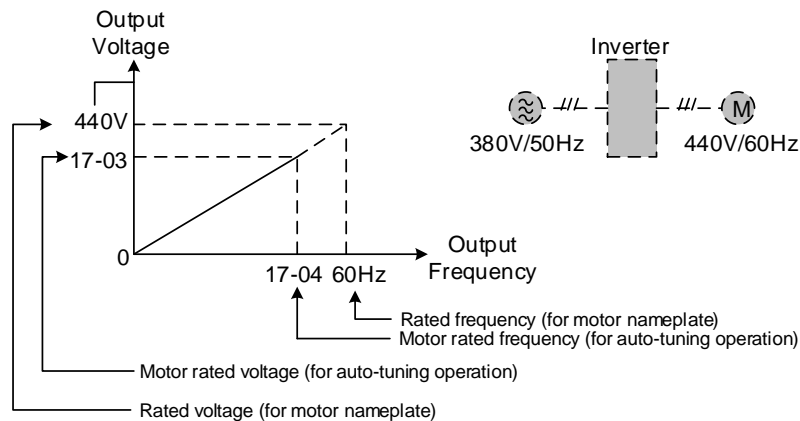 Output
Voltage
440V
17-03
0
17-04 60Hz
Output
Frequency
Inverter
M
380V/50Hz
440V/60Hz
Rated frequency (for motor nameplate)
Motor rated frequency (for auto-tuning operation)
Motor rated voltage (for auto-tuning operation)
Rated voltage (for motor nameplate)